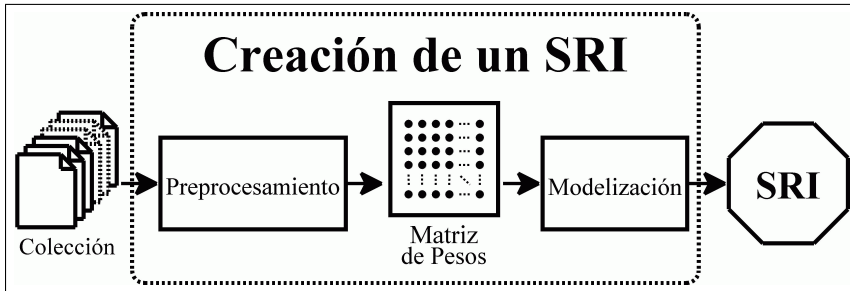 Creación de un SRI
Colección
Preprocesamiento
Matriz
de Pesos
Modelización
SRI